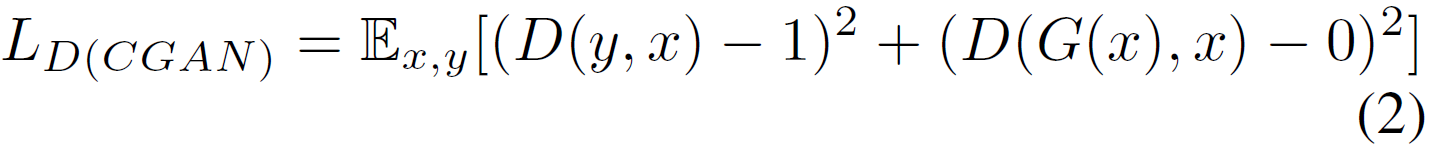 L_{D(CGAN)} = 𝔼_{x,y}[(D(y, x) − 1)^2 + (D(G(x), x) − 0)^2]
(2)